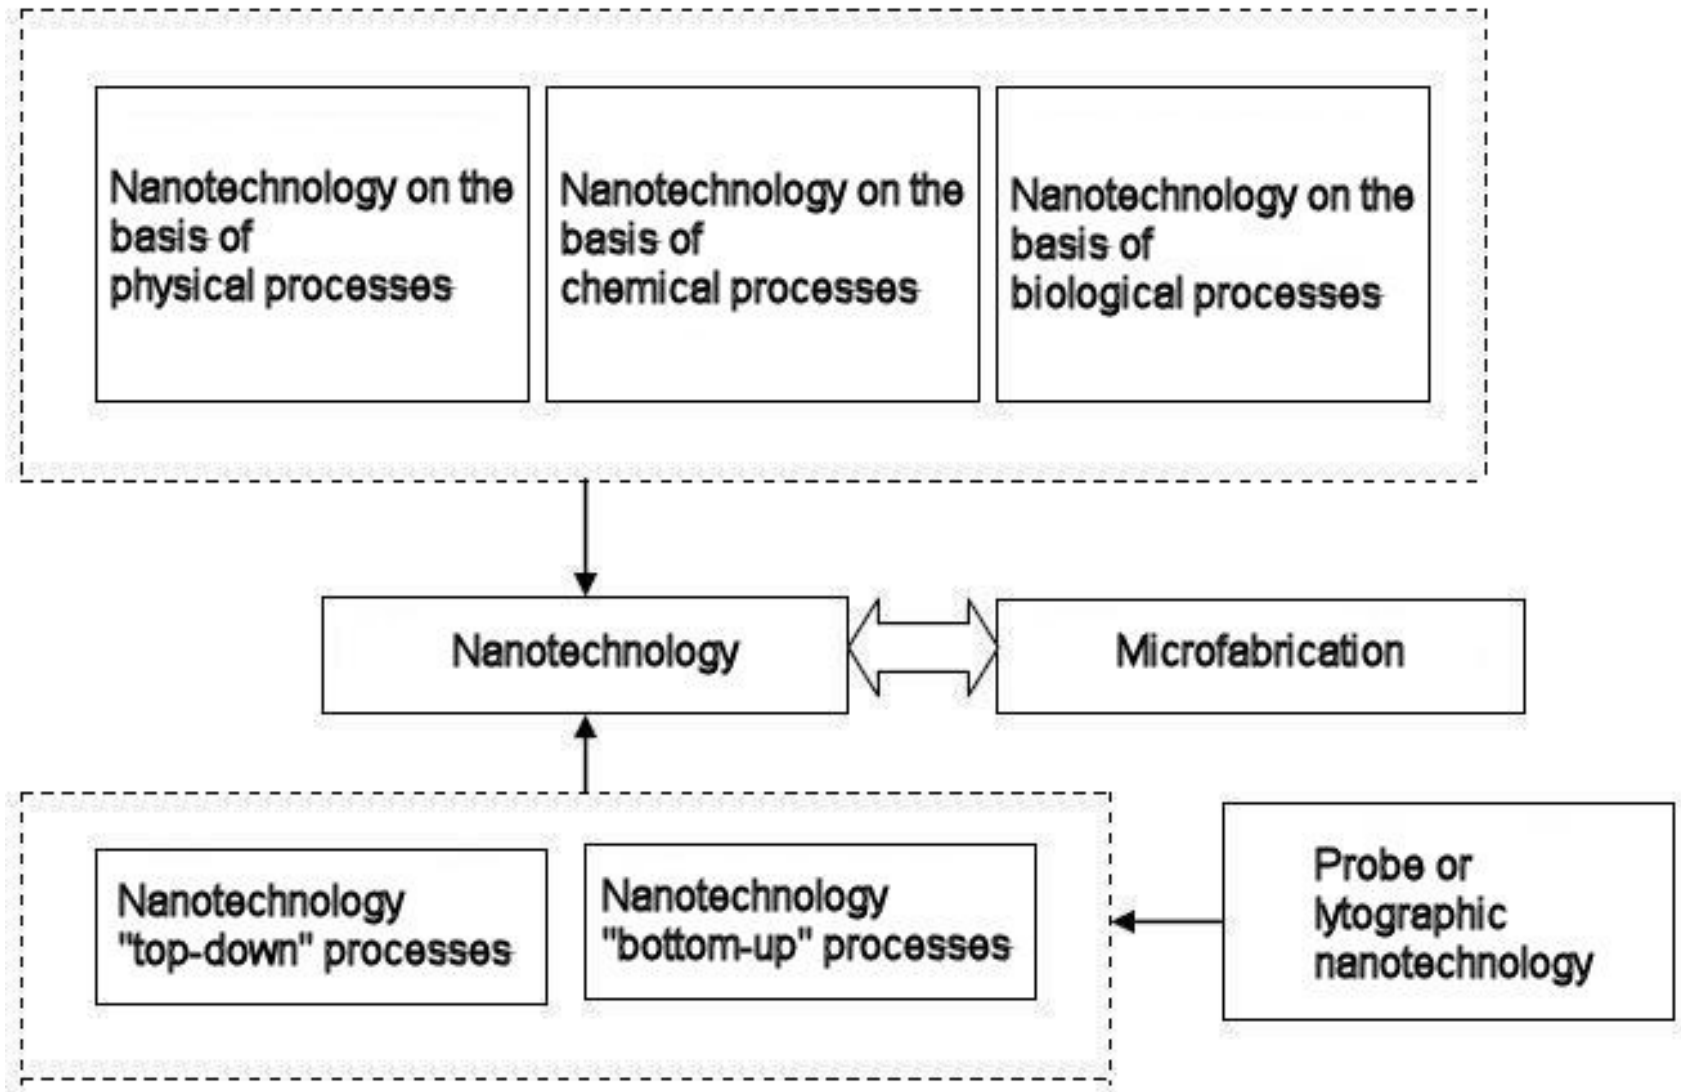 Nanotechnology on the
basis of
physical processes
Nanotechnology on the
basis of
chemical processes
Nanotechnology on the
basis of
biological processes
Nanotechnology
Microfabrication
Nanotechnology
"top-down" processes
Nanotechnology
"bottom-up" processes
Probe or
lytographic
nanotechnology